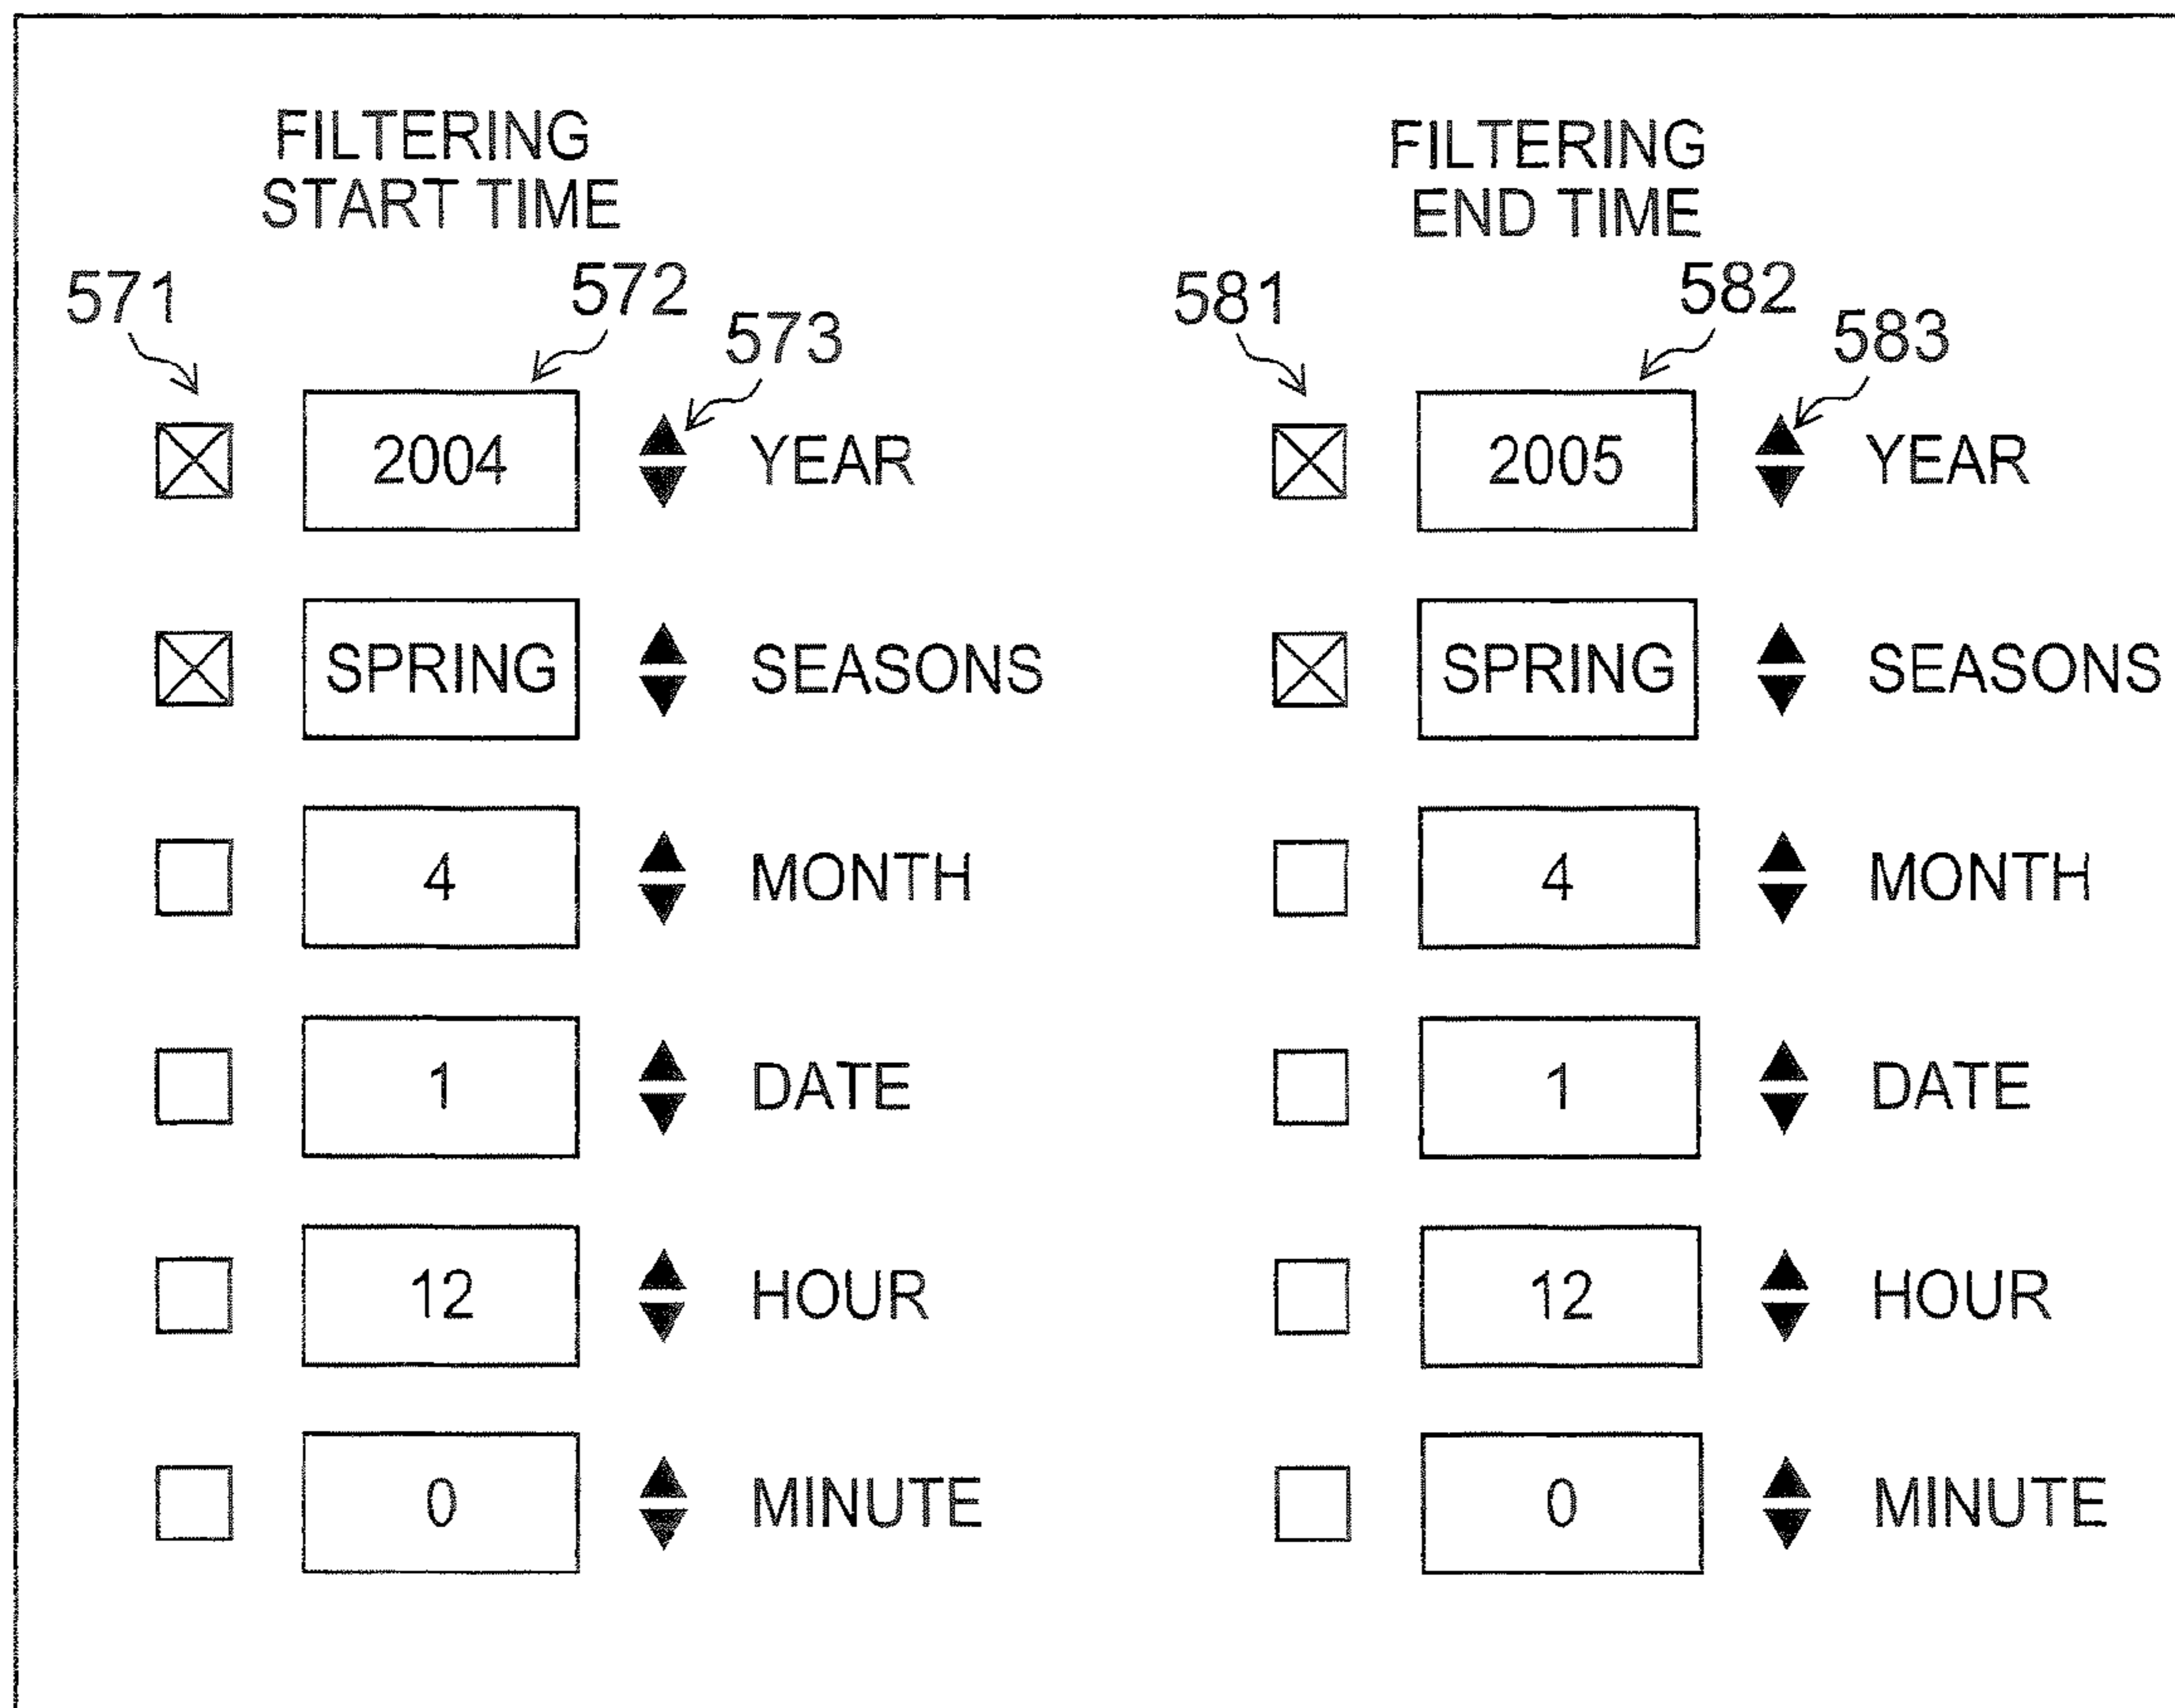 FILTERING
START TIME
571
572
573
2004 YEAR
SPRING SEASONS
4 MONTH
1 DATE
12 HOUR
0 MINUTE
FILTERING
END TIME
581
582
583
2005 YEAR
SPRING SEASONS
4 MONTH
1 DATE
12 HOUR
0 MINUTE